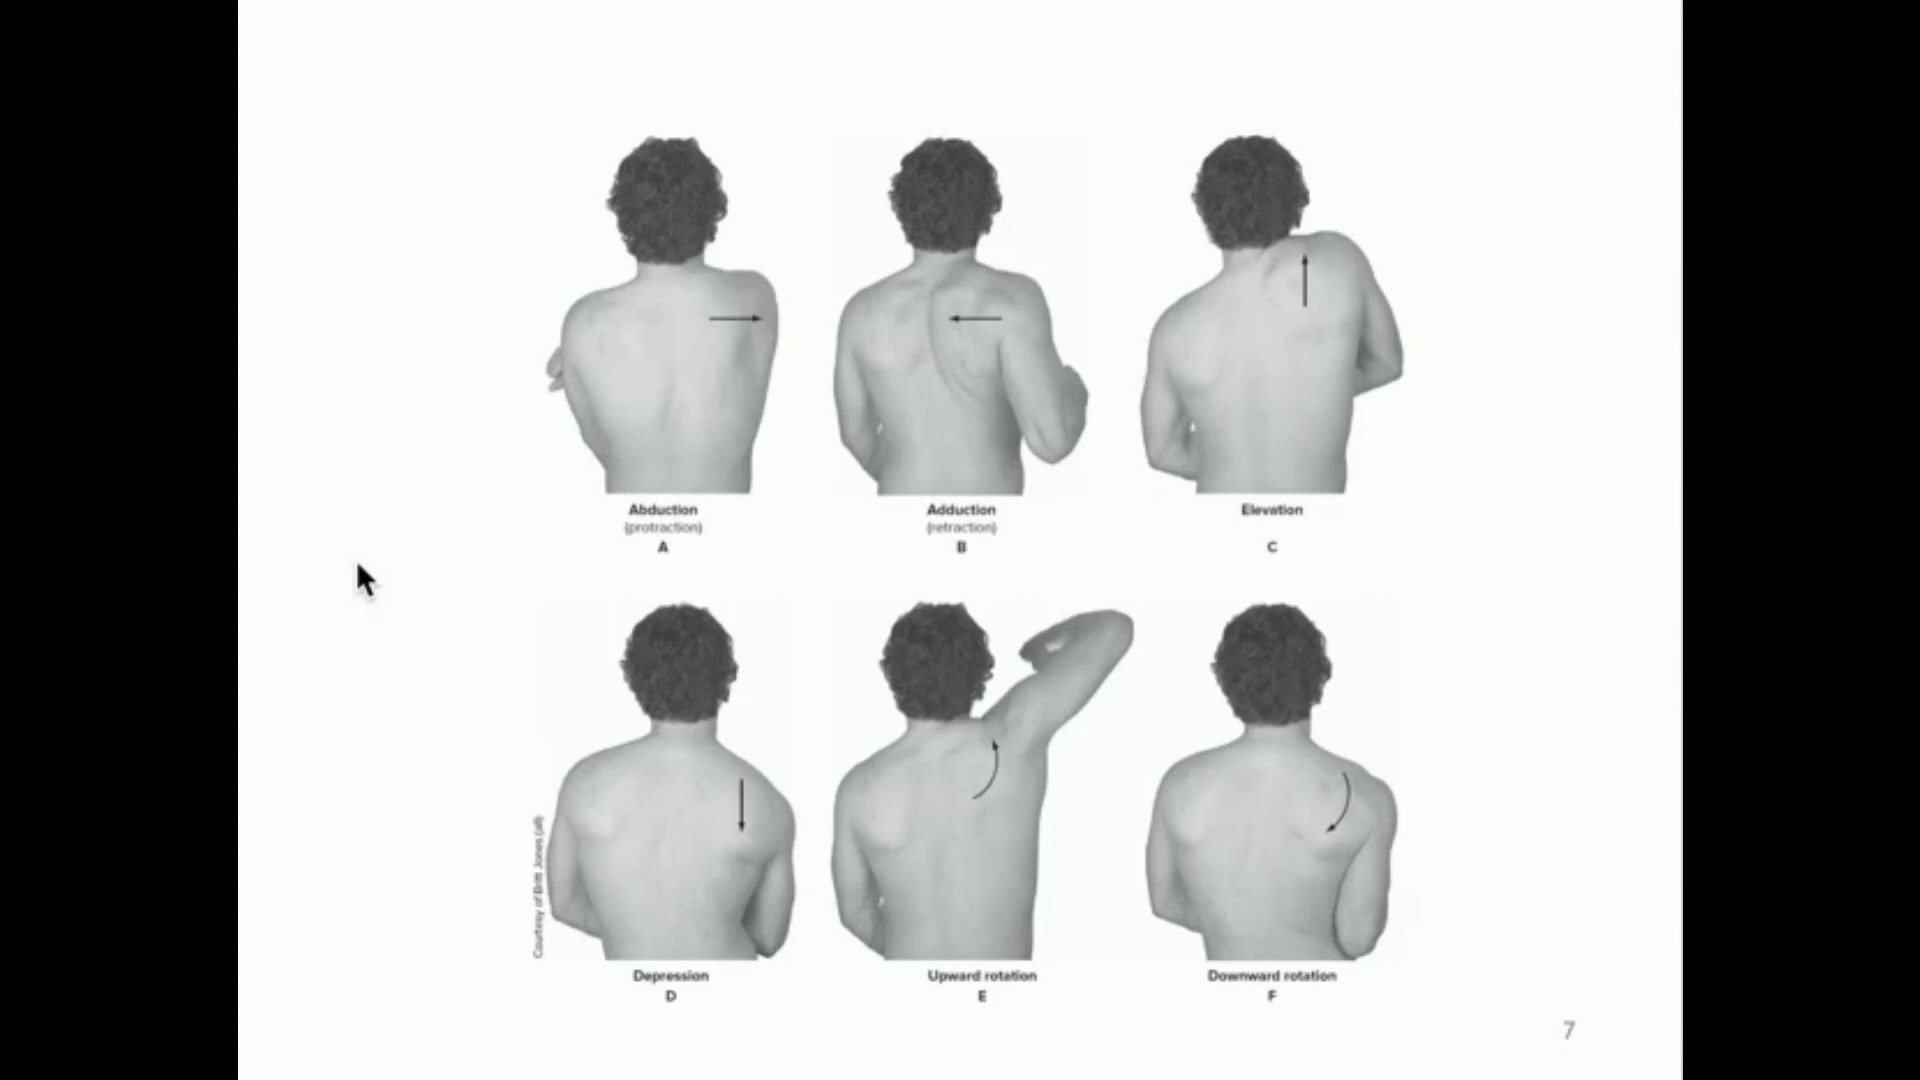 Abduction
(protraction)
A
Adduction
(retraction)
B
Elevation
C
Courtesy of Britt Jones (all)
Depression
D
Upward rotation
E
Downward rotation
F
7